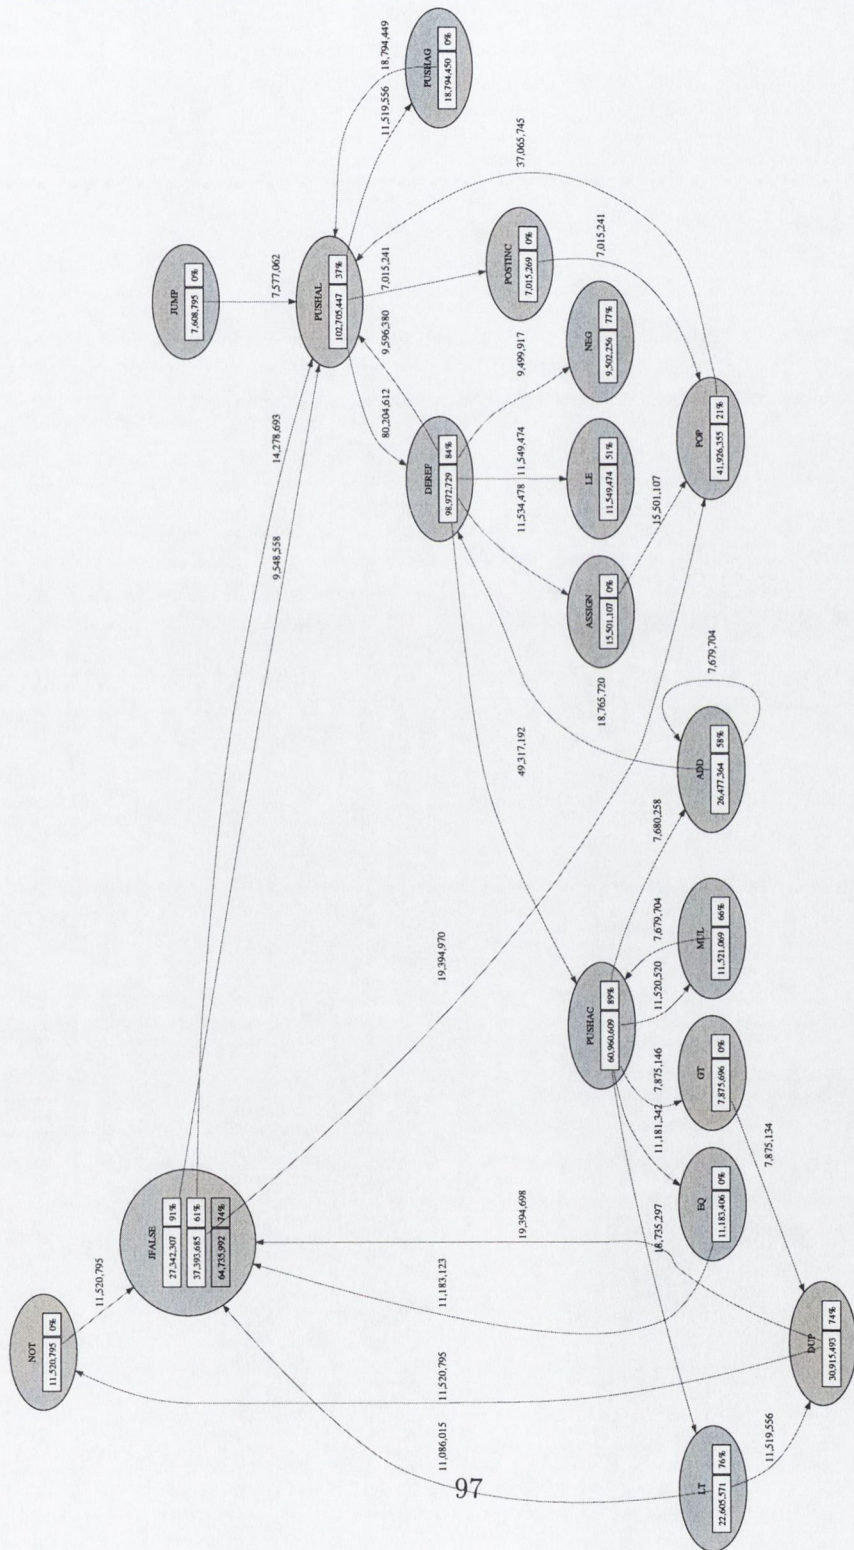 NOT
11,520,795 0%
11,520,795
JFALSE
27,342,307 91%
37,393,685 61%
64,735,992 74%
14,278,693
9,548,558
JUMP
7,608,795 0%
7,577,062
PUSHAL
102,705,447 37%
11,519,556
18,794,449
PUSHAG
18,794,450 0%
7,015,241
9,596,380
80,204,612
DEREF
98,972,729 84%
POSTINC
7,015,269 0%
37,065,745
7,015,241
9,499,917
NEG
9,502,256 77%
11,549,474
LE
11,549,474 51%
11,534,478
ASSIGN
15,501,107 0%
15,501,107
POP
41,926,355 21%
49,317,192
18,765,720
19,394,970
PUSHAC
60,960,609 89%
7,680,258
ADD
26,477,364 58%
7,679,704
7,679,704
11,520,520
MUL
11,521,069 66%
7,875,146
GT
7,875,696 0%
11,181,342
EQ
11,183,406 0%
18,735,297
19,394,698
11,183,123
7,875,134
11,520,795
11,086,015
LT
22,605,571 76%
11,519,556
DUP
30,915,493 74%
97